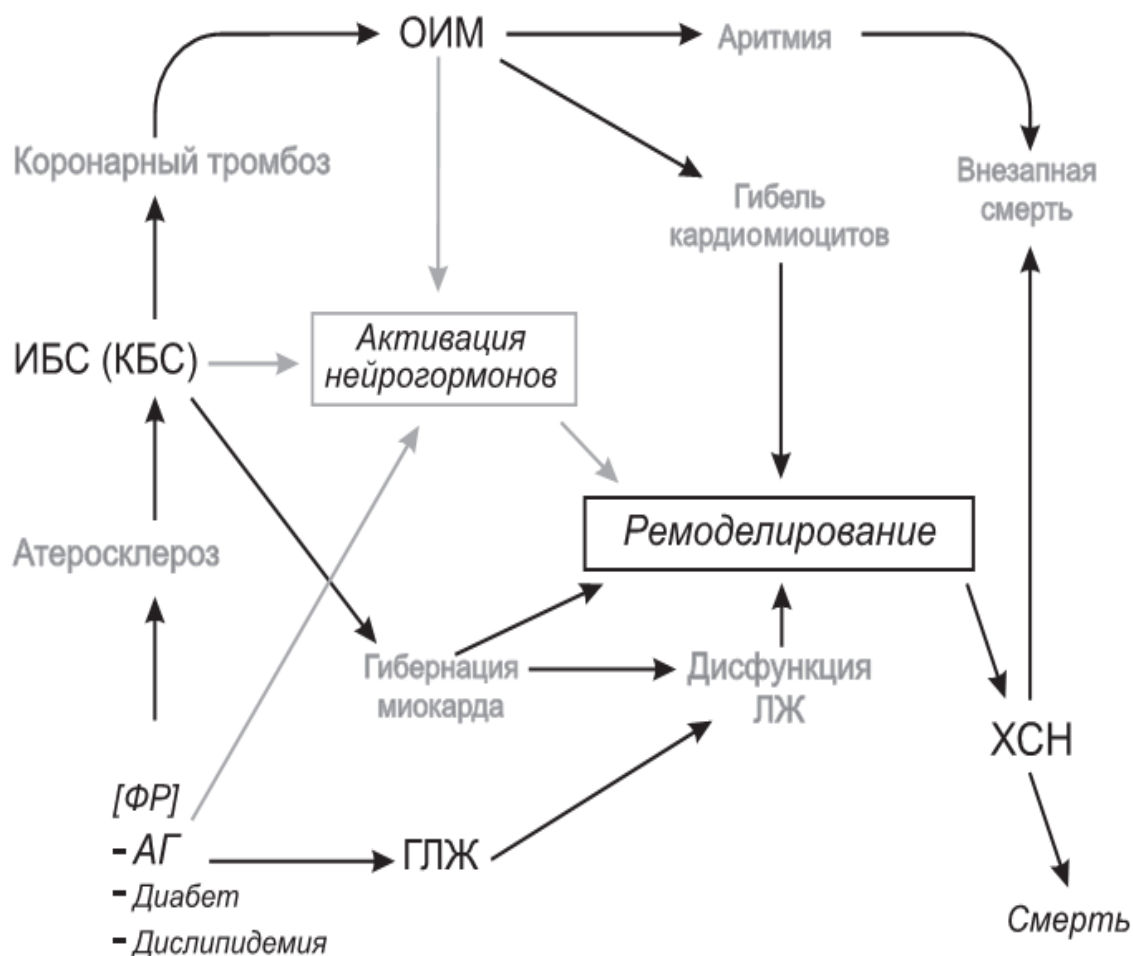 ОИМ
Аритмия
Коронарный тромбоз
Внезапная
смерть
Гибель
кардиомиоцитов
Активация
нейрогормонов
ИБС (КБС)
Ремоделирование
Атеросклероз
Гибернация
миокарда
Дисфункция
ЛЖ
ХСН
[ФР]
- АГ
ГЛЖ
- Диабет
- Дислипидемия
Смерть